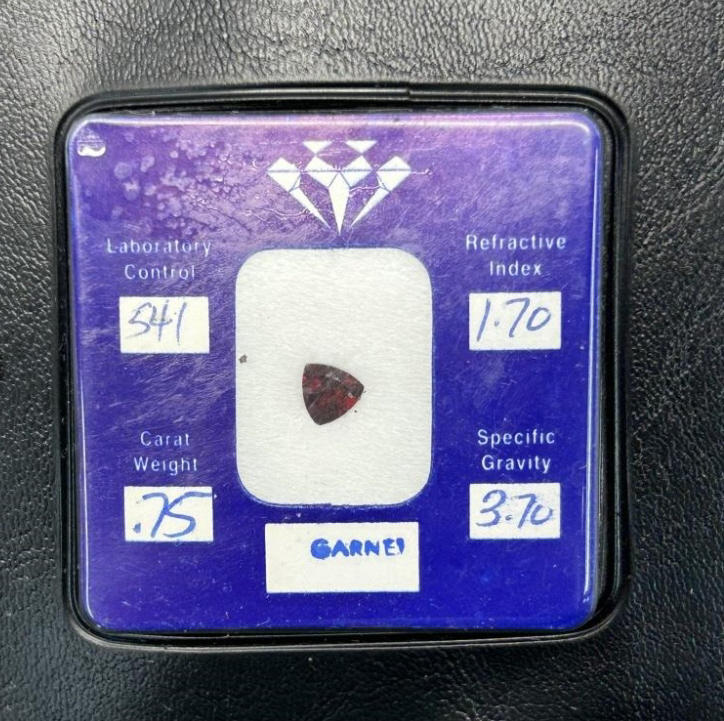 Laboratory
Control
541
Refractive
Index
1.70
Carat
Weight
.75
Specific
Gravity
3.70
GARNET